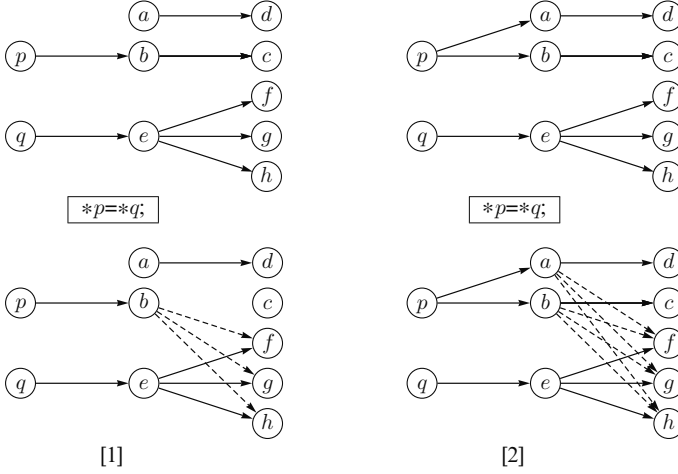 a d a d
p b c p b c
f f
q e g q e g
h h
*p=*q; *p=*q;
a d a d
p b c p b c
f f
q e g q e g
h h
[1] [2]